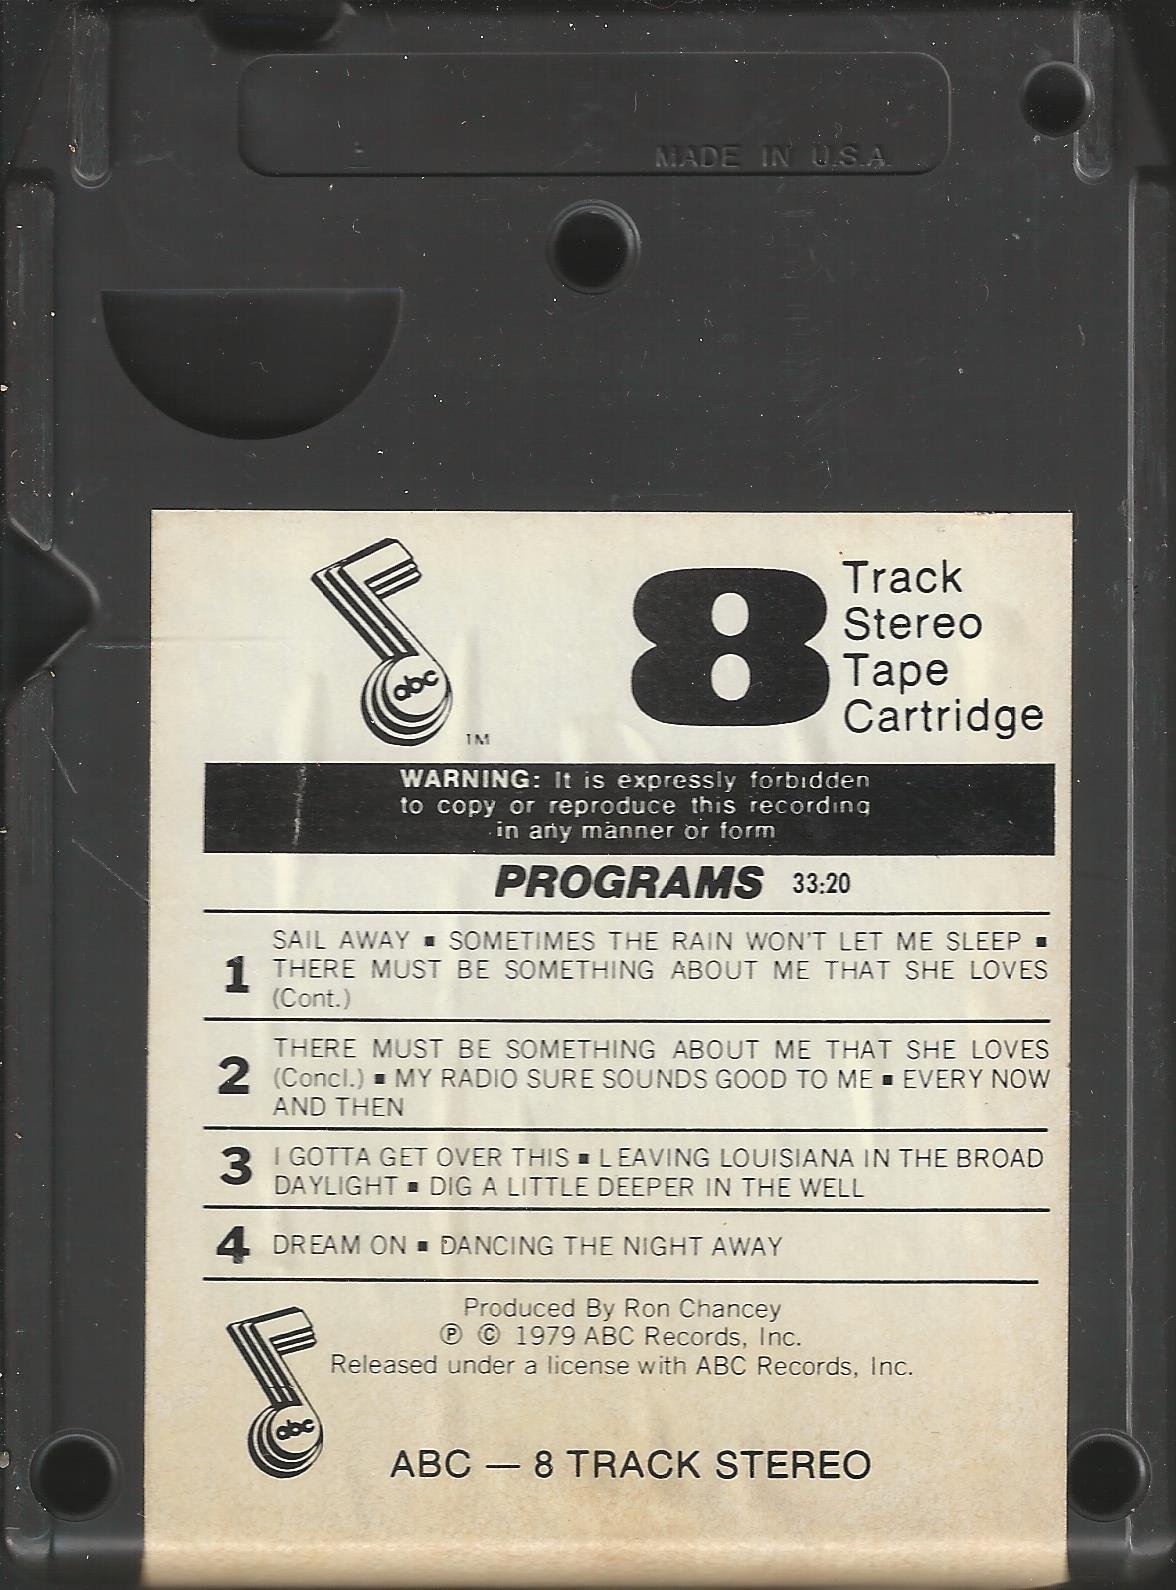 MADE IN U.S.A.
abc
TM
8
Track
Stereo
Tape
Cartridge
WARNING: It is expressly forbidden
to copy or reproduce this recording
in any manner or form
PROGRAMS 33:20
1 SAIL AWAY ▪ SOMETIMES THE RAIN WON'T LET ME SLEEP ▪
THERE MUST BE SOMETHING ABOUT ME THAT SHE LOVES
(Cont.)
2 THERE MUST BE SOMETHING ABOUT ME THAT SHE LOVES
(Concl.) ▪ MY RADIO SURE SOUNDS GOOD TO ME ▪ EVERY NOW
AND THEN
3 I GOTTA GET OVER THIS ▪ LEAVING LOUISIANA IN THE BROAD
DAYLIGHT ▪ DIG A LITTLE DEEPER IN THE WELL
4 DREAM ON ▪ DANCING THE NIGHT AWAY
Produced By Ron Chancey
℗ © 1979 ABC Records, Inc.
Released under a license with ABC Records, Inc.
abc
ABC — 8 TRACK STEREO